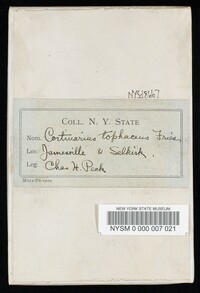 COLL. N. Y. STATE
Nom. Cortinarius tophaceus Fries.
Loc. Jamesville & Selkirk.
Leg. Chas H. Peck
NEW YORK STATE MUSEUM
NYSM 0 000 007 021